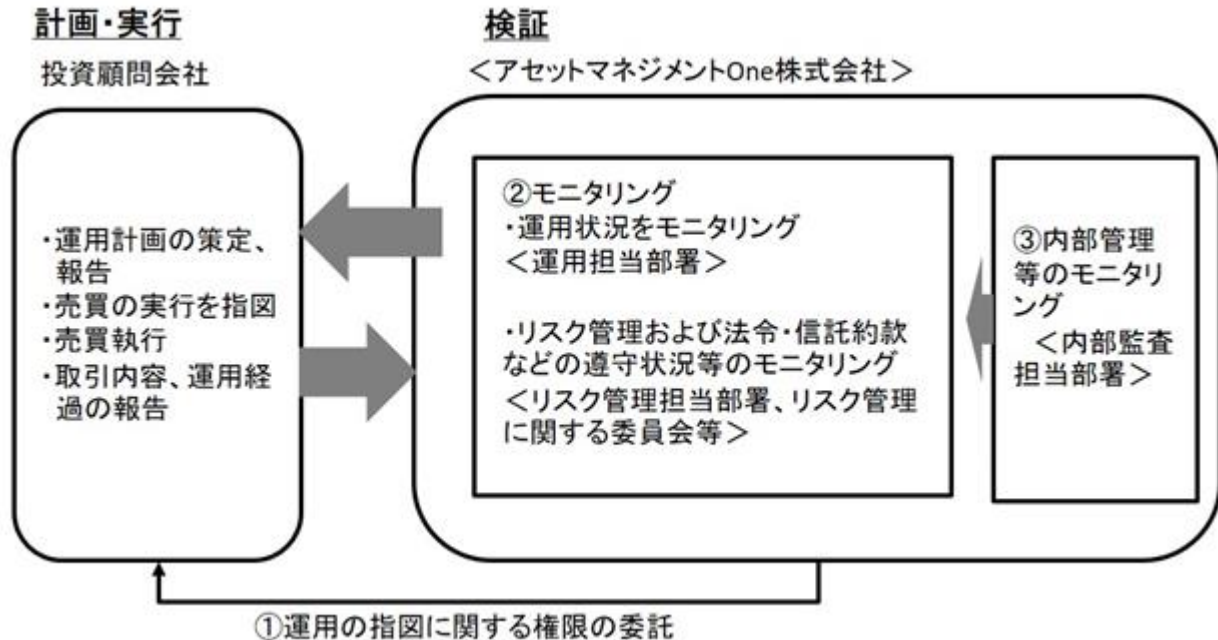 計画・実行
投資顧問会社
・運用計画の策定、
報告
・売買の実行を指図
・売買執行
・取引内容、運用経
過の報告
検証
＜アセットマネジメントOne株式会社＞
②モニタリング
・運用状況をモニタリング
＜運用担当部署＞
・リスク管理および法令・信託約款
などの遵守状況等のモニタリング
＜リスク管理担当部署、リスク管理
に関する委員会等＞
③内部管理
等のモニタリ
ング
＜内部監査
担当部署＞
①運用の指図に関する権限の委託